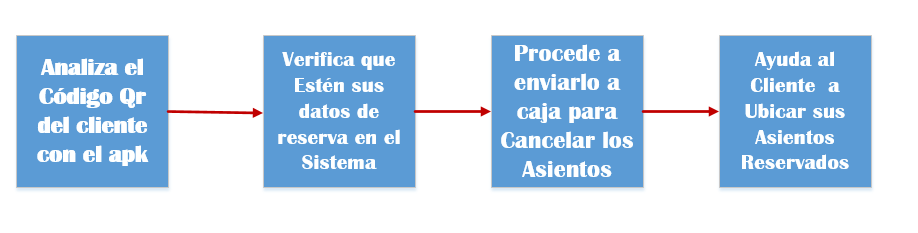 Analiza el
Código Qr
del cliente
con el apk
Verifica que
Estén sus
datos de
reserva en el
Sistema
Procede a
enviarlo a
caja para
Cancelar los
Asientos
Ayuda al
Cliente a
Ubicar sus
Asientos
Reservados